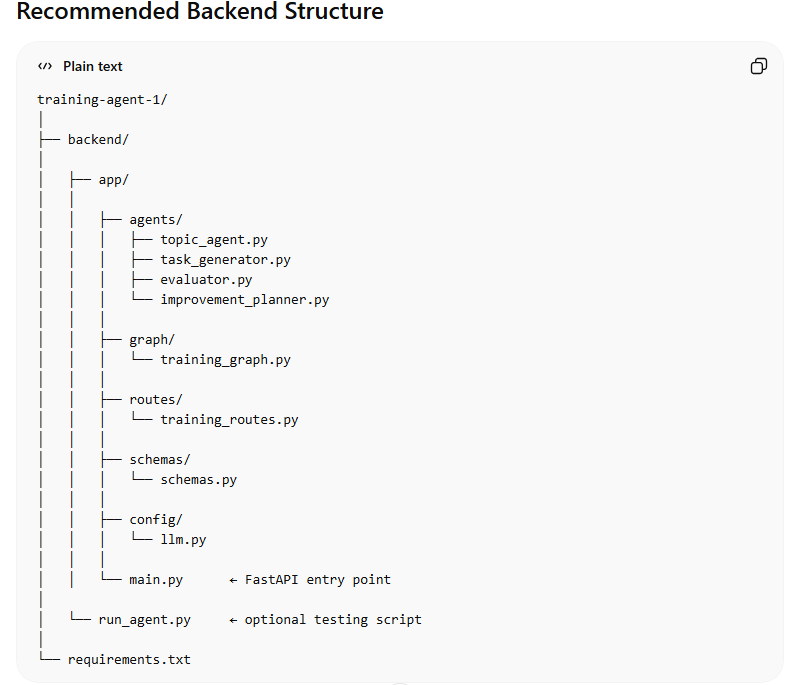 Recommended Backend Structure
</> Plain text
training-agent-1/
│
├── backend/
│
│   ├── app/
│   │
│   │   ├── agents/
│   │   │   ├── topic_agent.py
│   │   │   ├── task_generator.py
│   │   │   ├── evaluator.py
│   │   │   └── improvement_planner.py
│   │   │
│   │   ├── graph/
│   │   │   └── training_graph.py
│   │   │
│   │   ├── routes/
│   │   │   └── training_routes.py
│   │   │
│   │   ├── schemas/
│   │   │   └── schemas.py
│   │   │
│   │   ├── config/
│   │   │   └── llm.py
│   │   │
│   │   └── main.py      ← FastAPI entry point
│
│   └── run_agent.py     ← optional testing script
│
└── requirements.txt